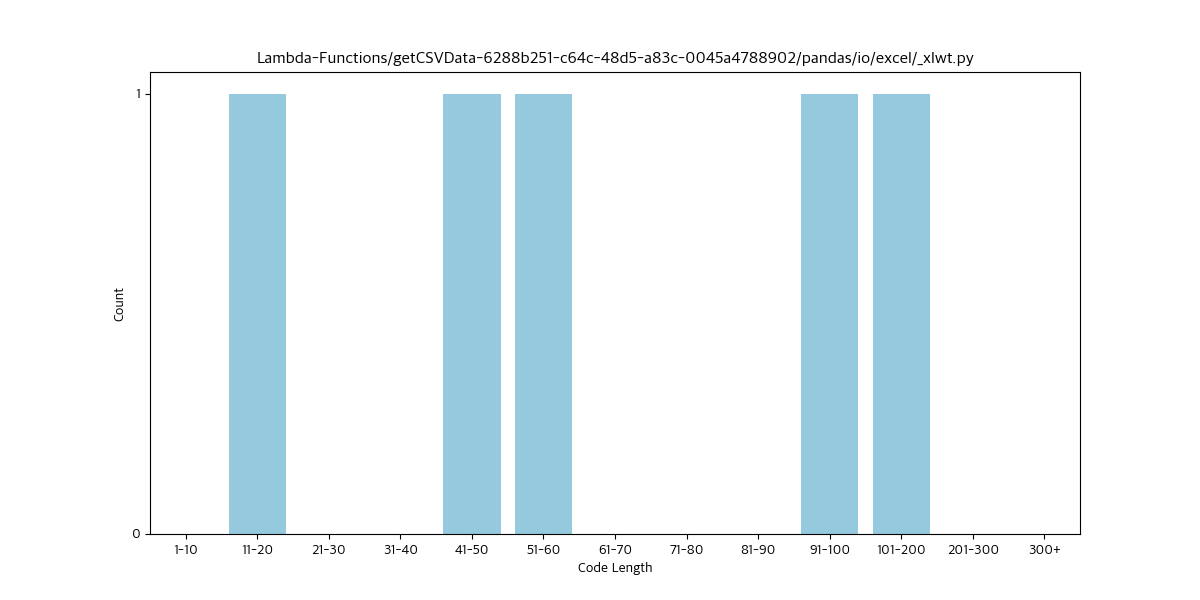 Lambda-Functions/getCSVData-6288b251-c64c-48d5-a83c-0045a4788902/pandas/io/excel/_xlwt.py
1
Count
0
1-10 11-20 21-30 31-40 41-50 51-60 61-70 71-80 81-90 91-100 101-200 201-300 300+
Code Length